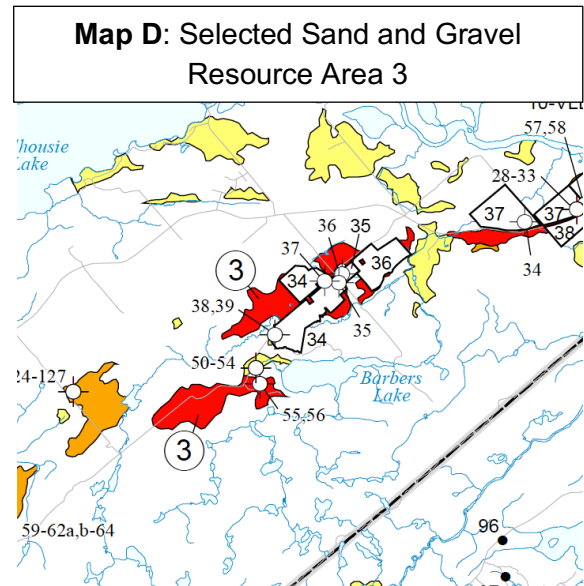 Map D: Selected Sand and Gravel
Resource Area 3
57,58
housie
Lake
28-33
37
37
38
36
35
34
37
36
3
34
38,39
35
34
50-54
24-127
Barbers
Lake
55,56
3
59-62a,b-64
96